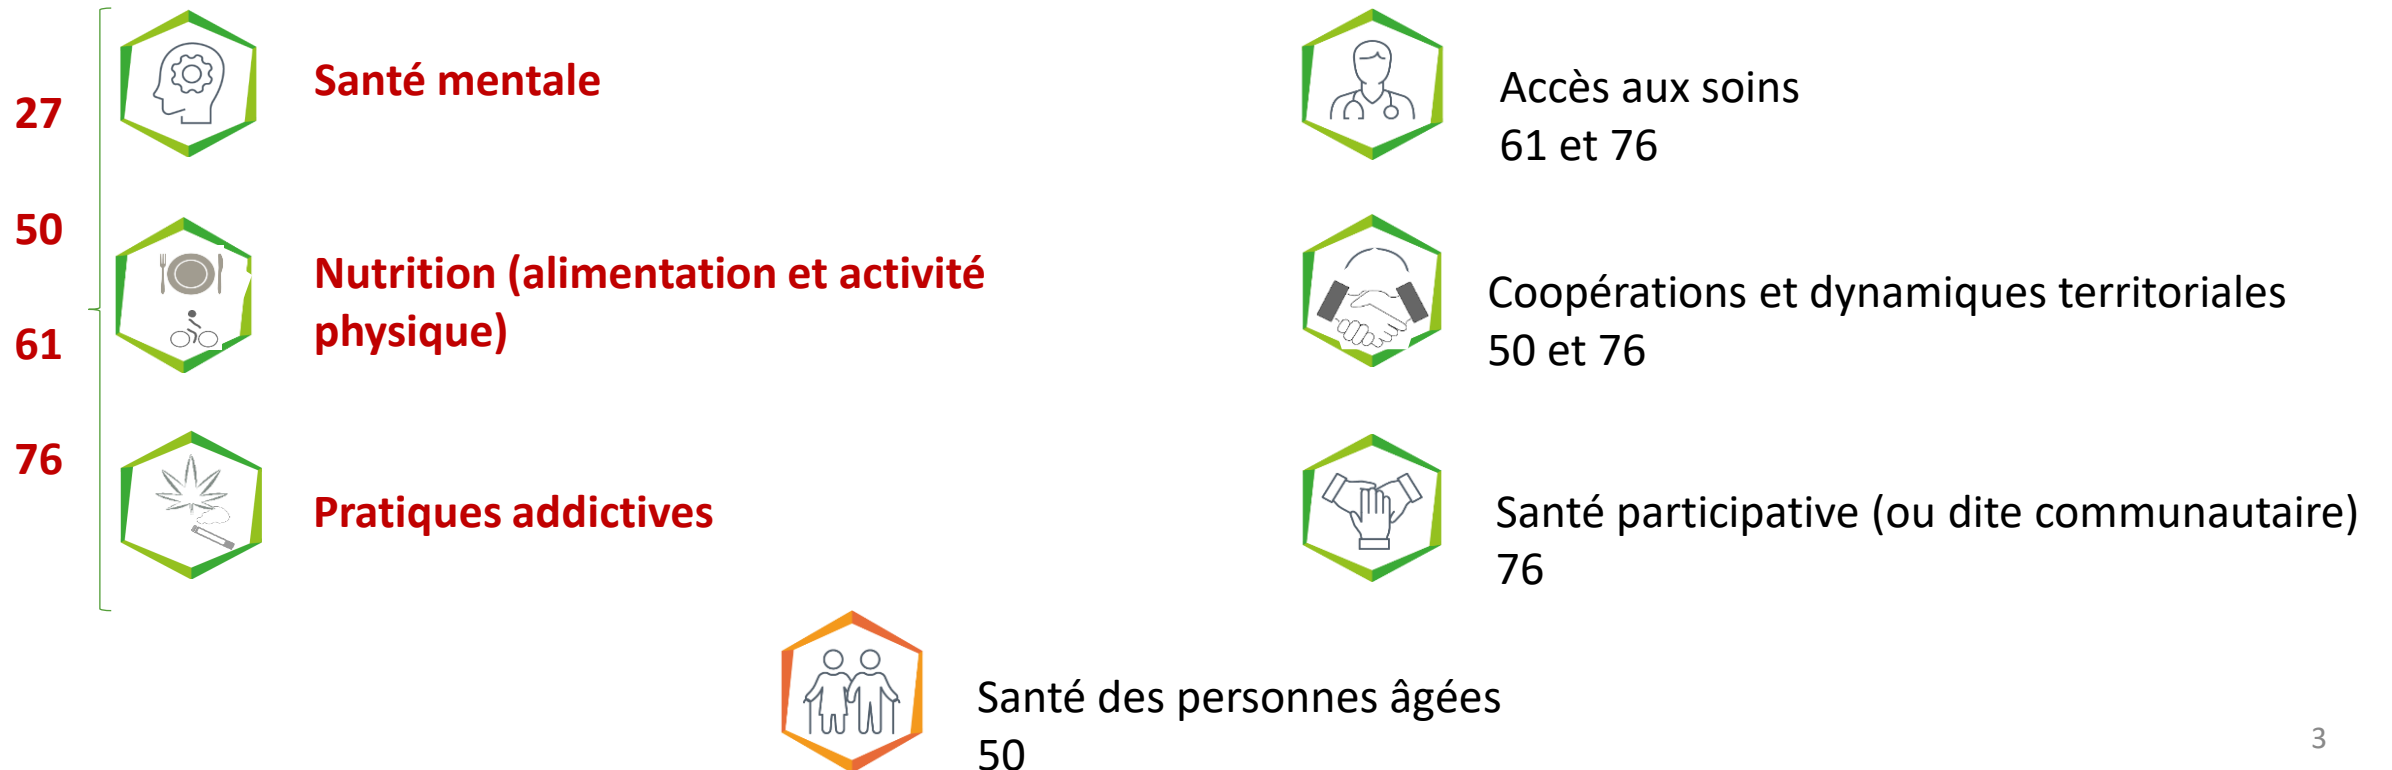 27
50
61
76
Santé mentale
Nutrition (alimentation et activité
physique)
Pratiques addictives
Accès aux soins
61 et 76
Coopérations et dynamiques territoriales
50 et 76
Santé participative (ou dite communautaire)
76
Santé des personnes âgées
50
3